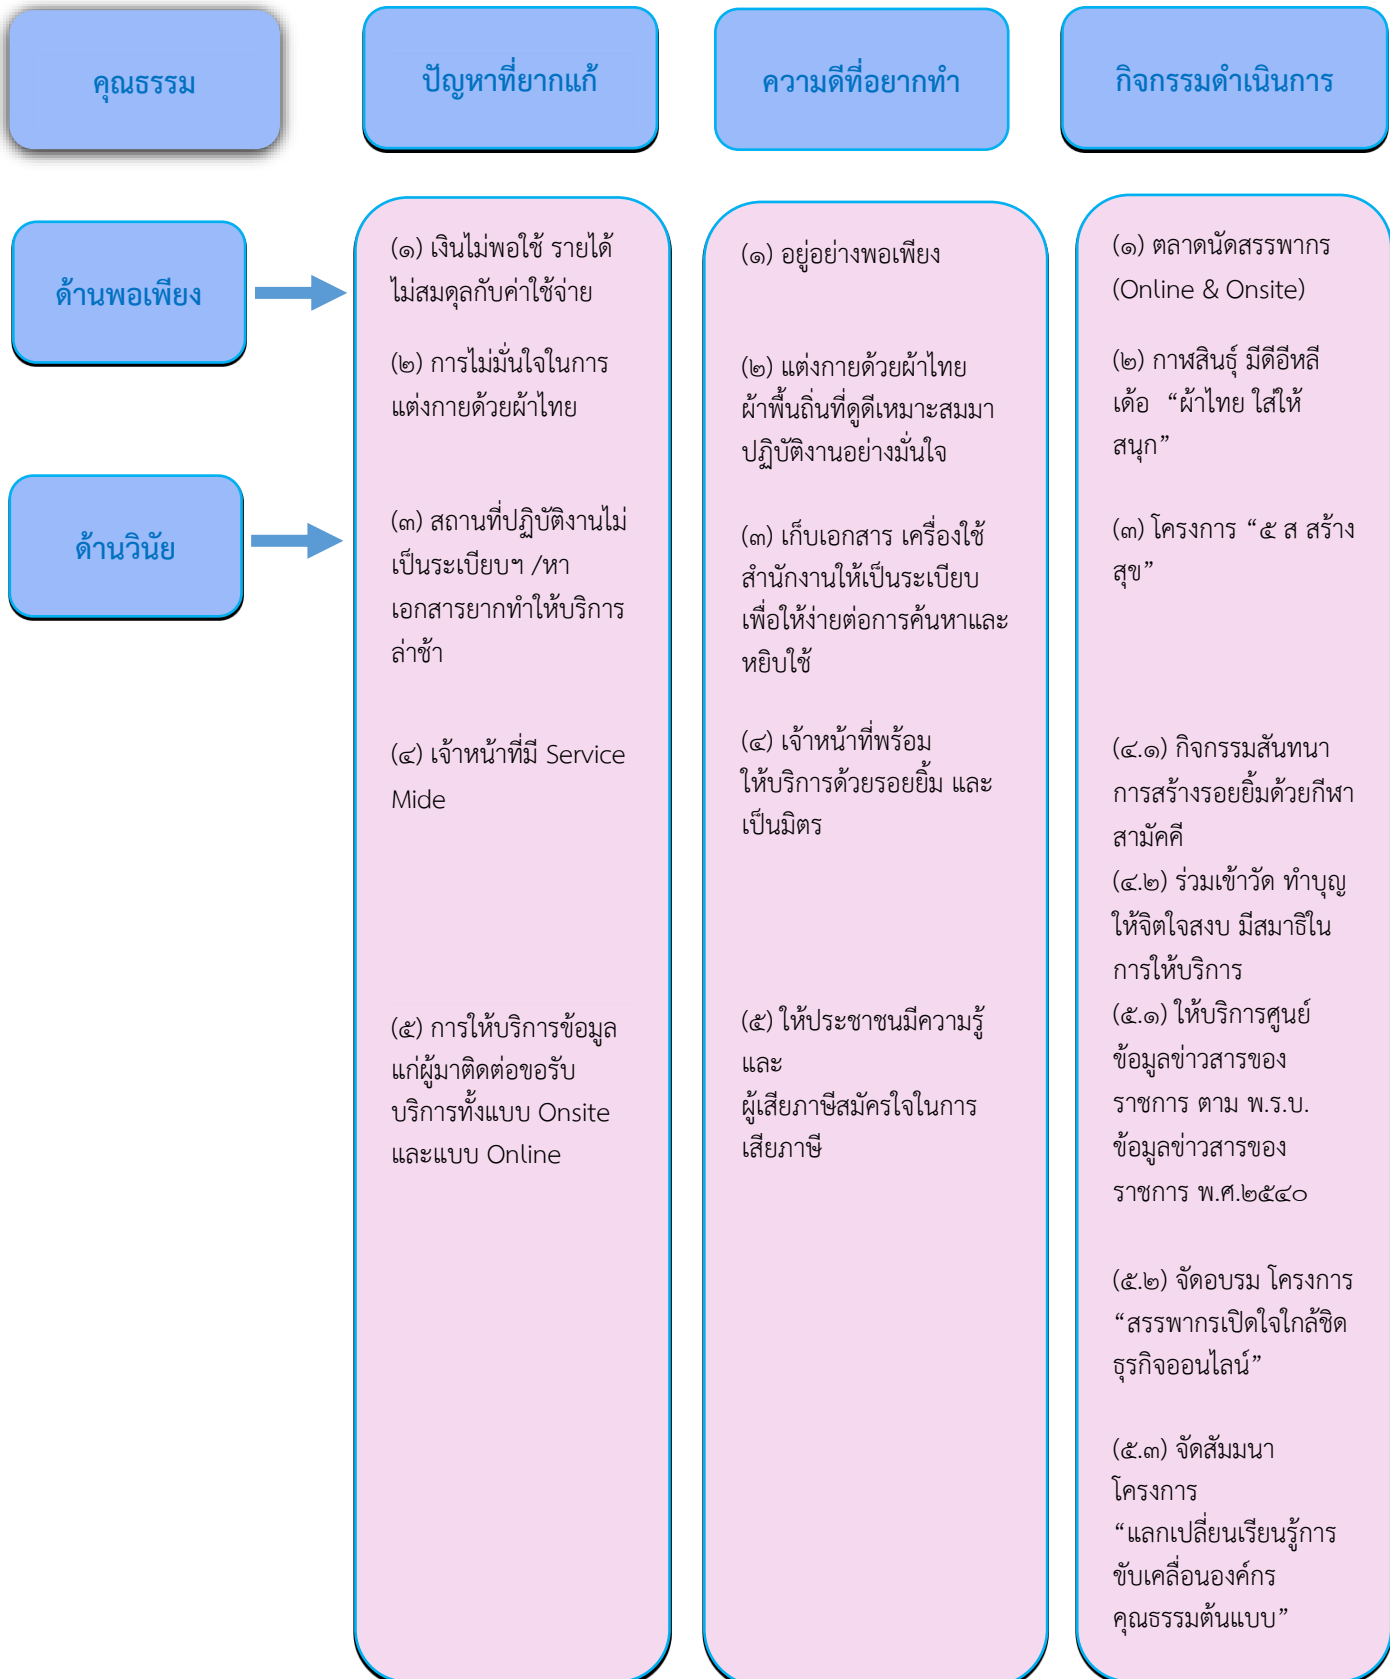 คุณธรรม
ปัญหาที่ยากแก้
ความดีที่อยากทำ
กิจกรรมดำเนินการ
ด้านพอเพียง
ด้านวินัย
(๑) เงินไม่พอใช้ รายได้
ไม่สมดุลกับค่าใช้จ่าย
(๒) การไม่มั่นใจในการ
แต่งกายด้วยผ้าไทย
(๓) สถานที่ปฏิบัติงานไม่
เป็นระเบียบฯ /หา
เอกสารยากทำให้บริการ
ล่าช้า
(๔) เจ้าหน้าที่มี Service
Mide
(๕) การให้บริการข้อมูล
แก่ผู้มาติดต่อขอรับ
บริการทั้งแบบ Onsite
และแบบ Online
(๑) อยู่อย่างพอเพียง
(๒) แต่งกายด้วยผ้าไทย
ผ้าพื้นถิ่นที่ดูดีเหมาะสมมา
ปฏิบัติงานอย่างมั่นใจ
(๓) เก็บเอกสาร เครื่องใช้
สำนักงานให้เป็นระเบียบ
เพื่อให้ง่ายต่อการค้นหาและ
หยิบใช้
(๔) เจ้าหน้าที่พร้อม
ให้บริการด้วยรอยยิ้ม และ
เป็นมิตร
(๕) ให้ประชาชนมีความรู้
และ
ผู้เสียภาษีสมัครใจในการ
เสียภาษี
(๑) ตลาดนัดสรรพากร
(Online & Onsite)
(๒) กาฬสินธุ์ มีดีอีหลี
เด้อ “ผ้าไทย ใส่ให้
สนุก”
(๓) โครงการ “๕ ส สร้าง
สุข”
(๔.๑) กิจกรรมสันทนา
การสร้างรอยยิ้มด้วยกีฬา
สามัคคี
(๔.๒) ร่วมเข้าวัด ทำบุญ
ให้จิตใจสงบ มีสมาธิใน
การให้บริการ
(๕.๑) ให้บริการศูนย์
ข้อมูลข่าวสารของ
ราชการ ตาม พ.ร.บ.
ข้อมูลข่าวสารของ
ราชการ พ.ศ.๒๕๔๐
(๕.๒) จัดอบรม โครงการ
“สรรพากรเปิดใจใกล้ชิด
ธุรกิจออนไลน์”
(๕.๓) จัดสัมมนา
โครงการ
“แลกเปลี่ยนเรียนรู้การ
ขับเคลื่อนองค์กร
คุณธรรมต้นแบบ”